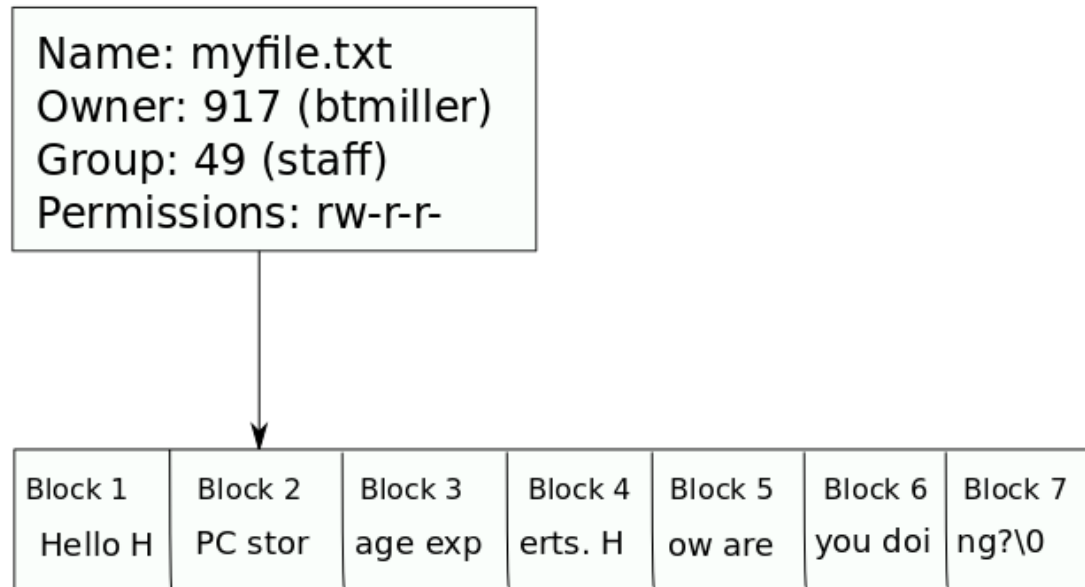 Name: myfile.txt
Owner: 917 (btmiller)
Group: 49 (staff)
Permissions: rw-r-r-
Block 1 Block 2 Block 3 Block 4 Block 5 Block 6 Block 7
Hello H PC stor age exp erts. H ow are you doi ng?\0